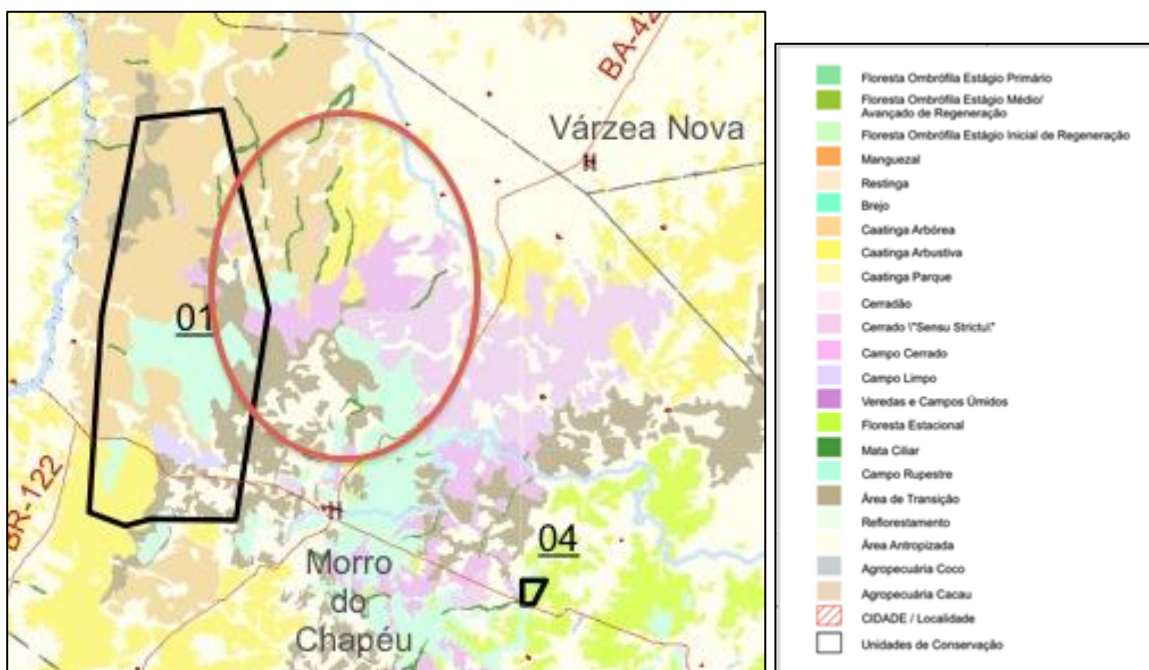 BA-42
Várzea Nova
01
BR-122
04
Morro
do
Chapéu
Floresta Ombrófila Estágio Primário
Floresta Ombrófila Estágio Médio/
Avançado de Regeneração
Floresta Ombrófila Estágio Inicial de Regeneração
Manguezal
Restinga
Brejo
Caatinga Arbórea
Caatinga Arbustiva
Caatinga Parque
Cerradão
Cerrado \"Sensu Strictu\"
Campo Cerrado
Campo Limpo
Veredas e Campos Úmidos
Floresta Estacional
Mata Ciliar
Campo Rupestre
Área de Transição
Reflorestamento
Área Antropizada
Agropecuária Coco
Agropecuária Cacau
CIDADE / Localidade
Unidades de Conservação